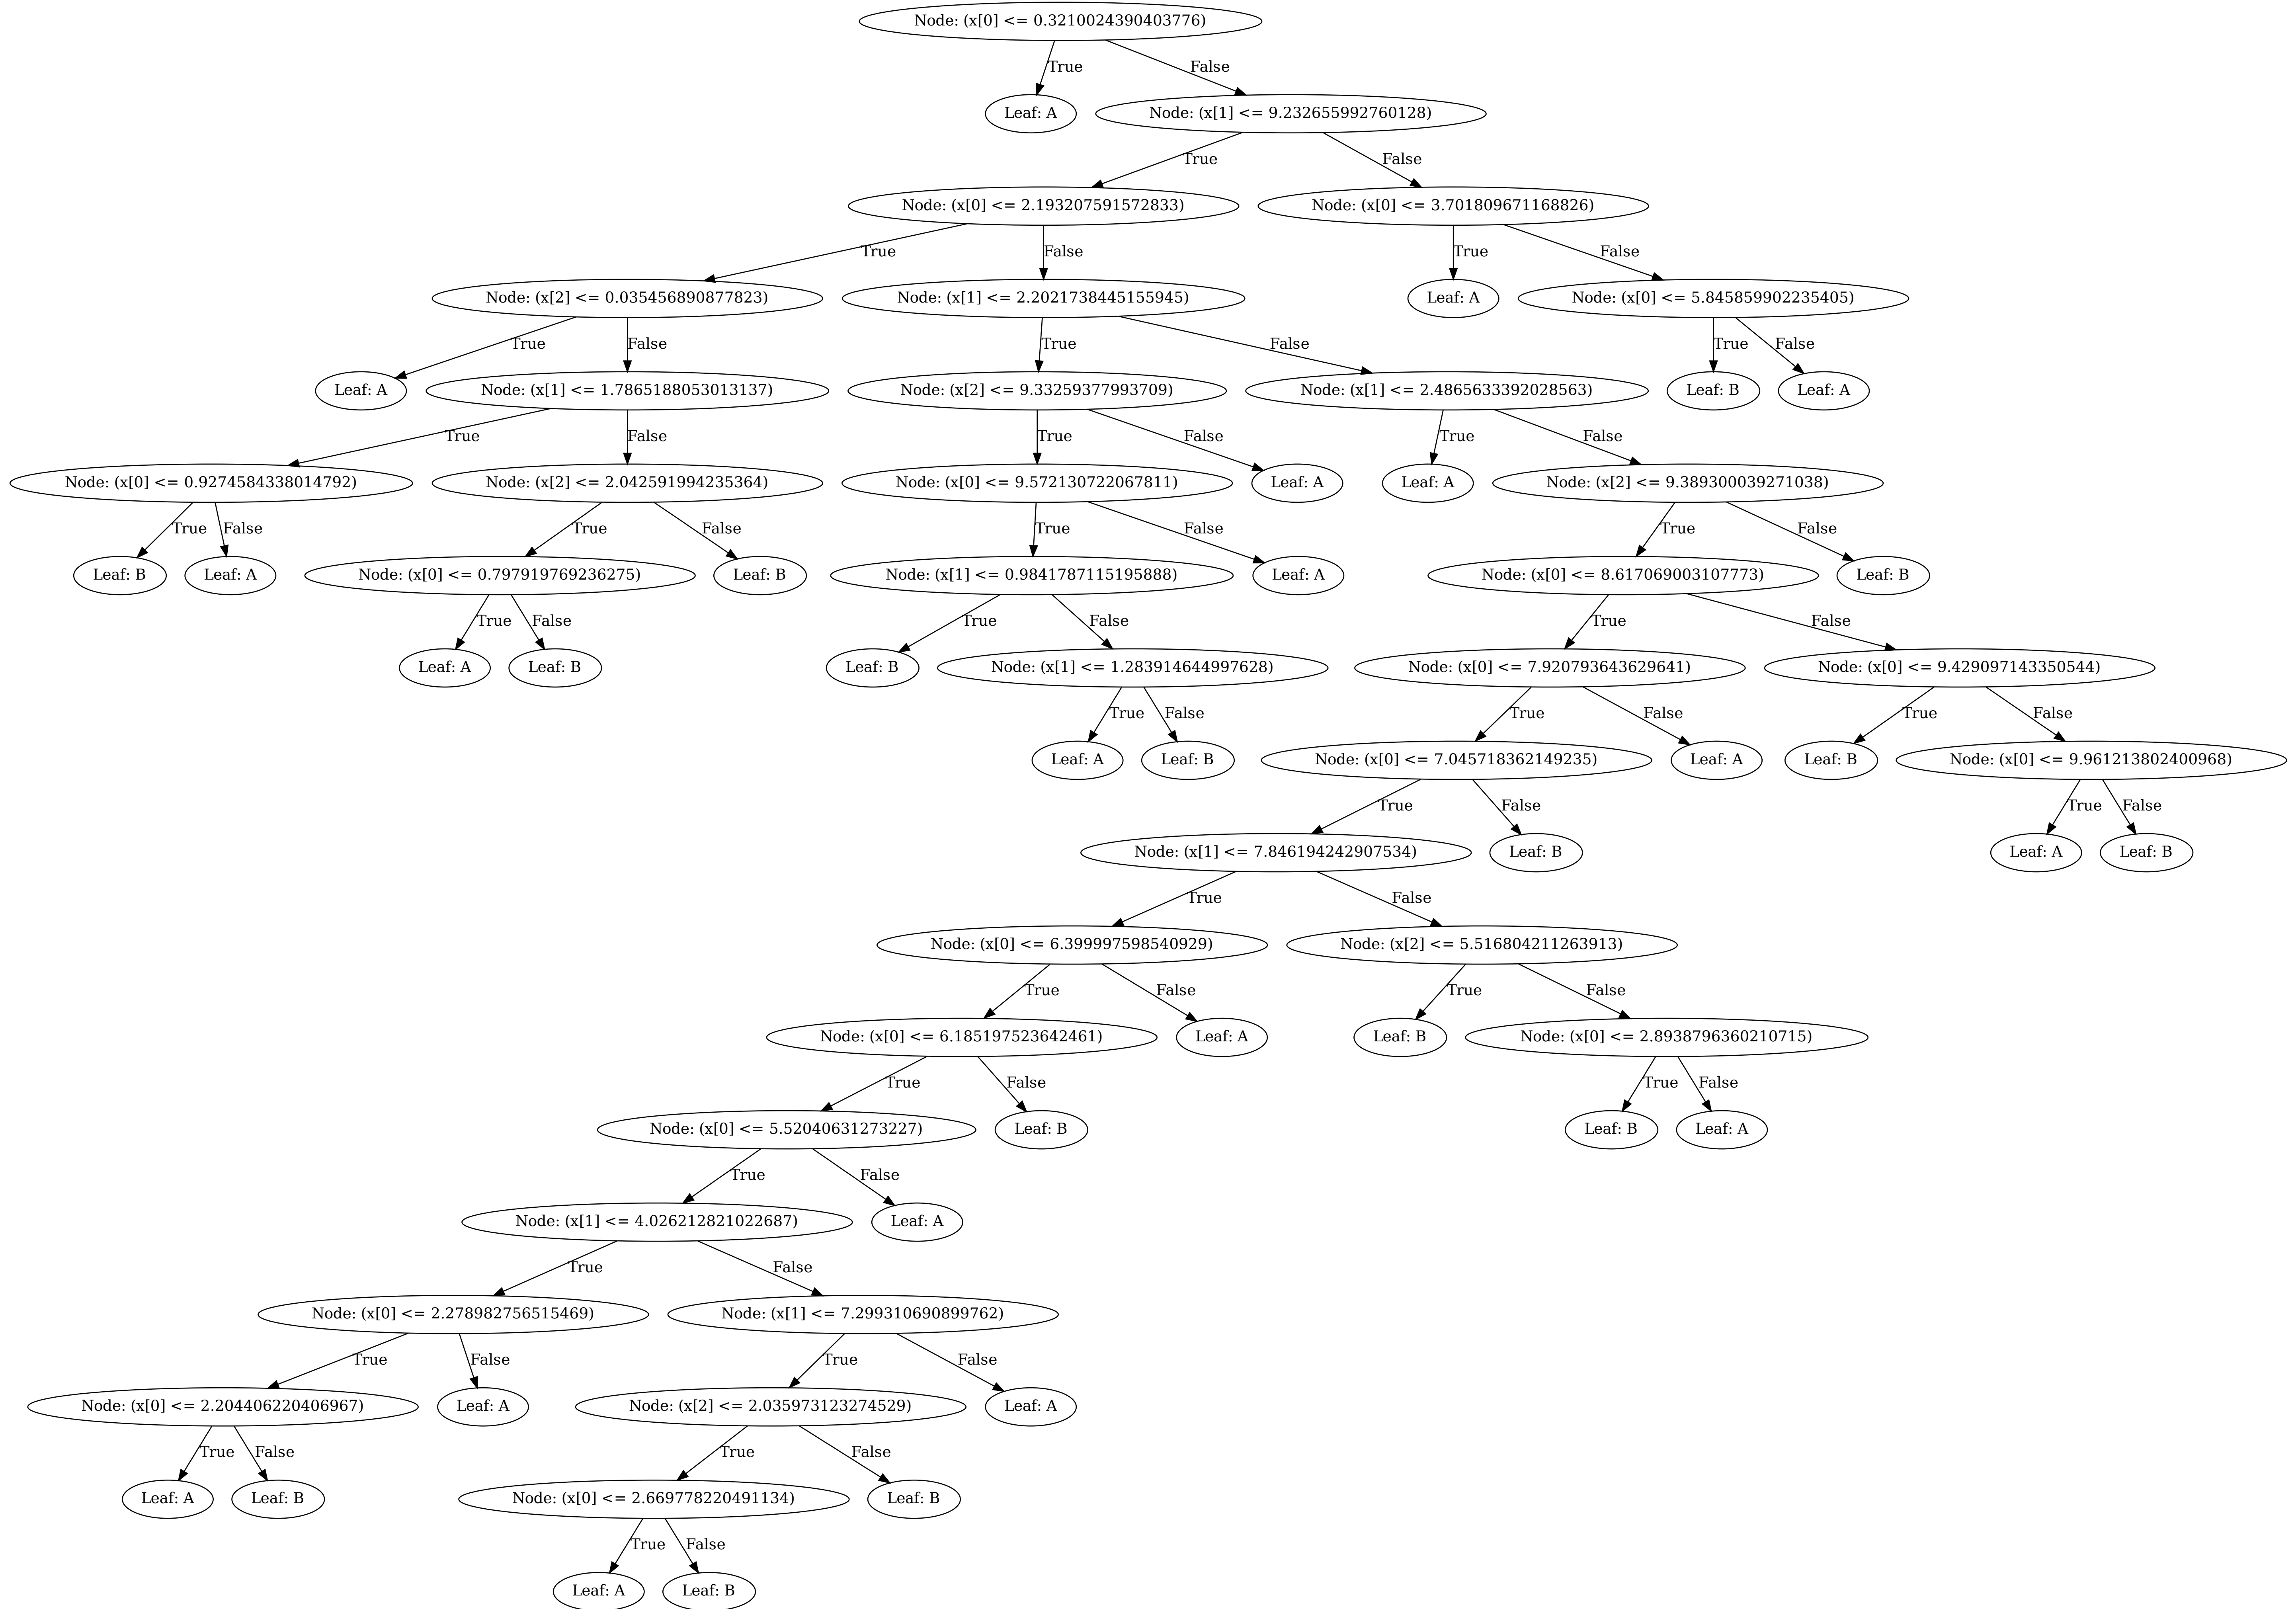 Node: (x[0] <= 0.3210024390403776)
True
False
Leaf: A
Node: (x[1] <= 9.232655992760128)
True
False
Node: (x[0] <= 2.193207591572833)
Node: (x[0] <= 3.701809671168826)
True
False
True
False
Node: (x[2] <= 0.035456890877823)
Node: (x[1] <= 2.2021738445155945)
Leaf: A
Node: (x[0] <= 5.845859902235405)
True
False
True
False
True
False
Leaf: A
Node: (x[1] <= 1.7865188053013137)
Node: (x[2] <= 9.33259377993709)
Node: (x[1] <= 2.4865633392028563)
Leaf: B
Leaf: A
True
False
True
False
True
False
Node: (x[0] <= 0.9274584338014792)
Node: (x[2] <= 2.042591994235364)
Node: (x[0] <= 9.572130722067811)
Leaf: A
Leaf: A
Node: (x[2] <= 9.389300039271038)
True
False
True
False
True
False
True
False
Leaf: B
Leaf: A
Node: (x[0] <= 0.797919769236275)
Leaf: B
Node: (x[1] <= 0.9841787115195888)
Leaf: A
Node: (x[0] <= 8.617069003107773)
Leaf: B
True
False
True
False
True
False
Leaf: A
Leaf: B
Leaf: B
Node: (x[1] <= 1.283914644997628)
Node: (x[0] <= 7.920793643629641)
Node: (x[0] <= 9.429097143350544)
True
False
True
False
True
False
Leaf: A
Leaf: B
Node: (x[0] <= 7.045718362149235)
Leaf: A
Leaf: B
Node: (x[0] <= 9.961213802400968)
True
False
True
False
Node: (x[1] <= 7.846194242907534)
Leaf: B
Leaf: A
Leaf: B
True
False
Node: (x[0] <= 6.399997598540929)
Node: (x[2] <= 5.516804211263913)
True
False
True
False
Node: (x[0] <= 6.185197523642461)
Leaf: A
Leaf: B
Node: (x[0] <= 2.8938796360210715)
True
False
True
False
Node: (x[0] <= 5.52040631273227)
Leaf: B
Leaf: B
Leaf: A
True
False
Node: (x[1] <= 4.026212821022687)
Leaf: A
True
False
Node: (x[0] <= 2.278982756515469)
Node: (x[1] <= 7.299310690899762)
True
False
True
False
Node: (x[0] <= 2.204406220406967)
Leaf: A
Node: (x[2] <= 2.035973123274529)
Leaf: A
True
False
True
False
Leaf: A
Leaf: B
Node: (x[0] <= 2.669778220491134)
Leaf: B
True
False
Leaf: A
Leaf: B